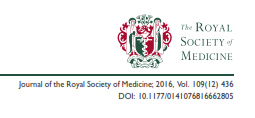 The ROYAL
SOCIETY of
MEDICINE
Journal of the Royal Society of Medicine; 2016, Vol. 109(12) 436
DOI: 10.1177/0141076816662805